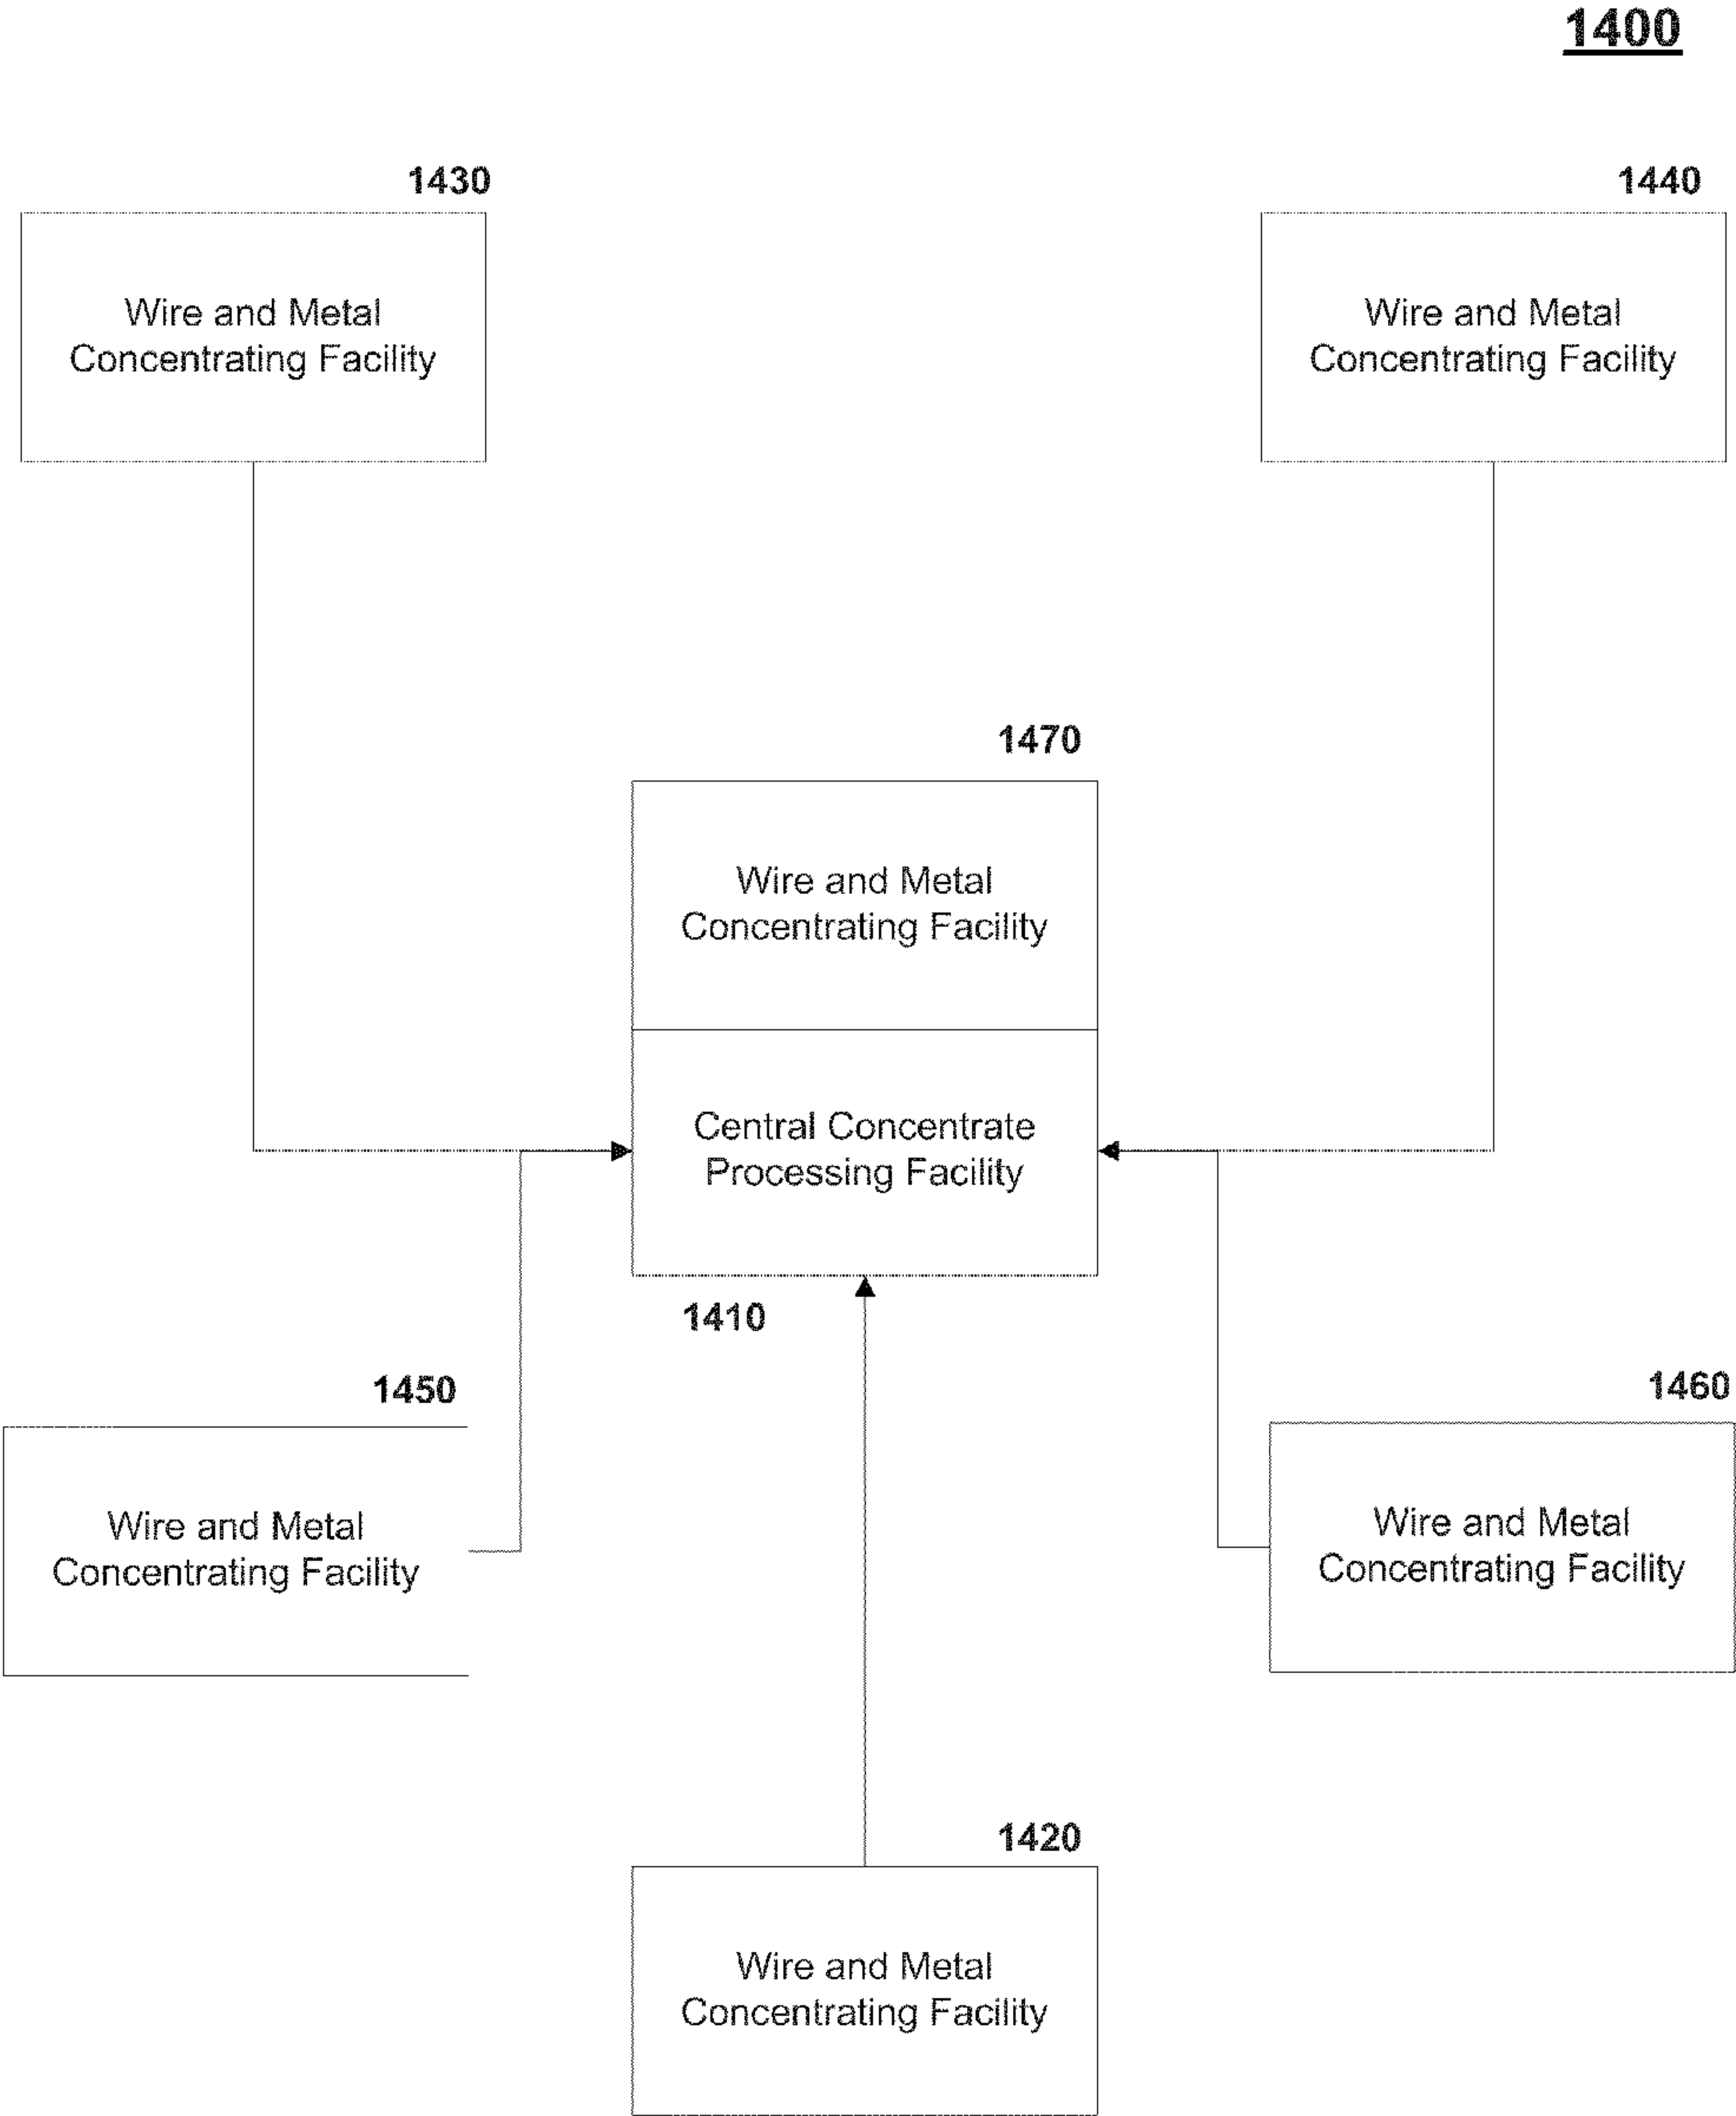 1400
1430
Wire and Metal
Concentrating Facility
1440
Wire and Metal
Concentrating Facility
1470
Wire and Metal
Concentrating Facility
Central Concentrate
Processing Facility
1410
1450
Wire and Metal
Concentrating Facility
1460
Wire and Metal
Concentrating Facility
1420
Wire and Metal
Concentrating Facility